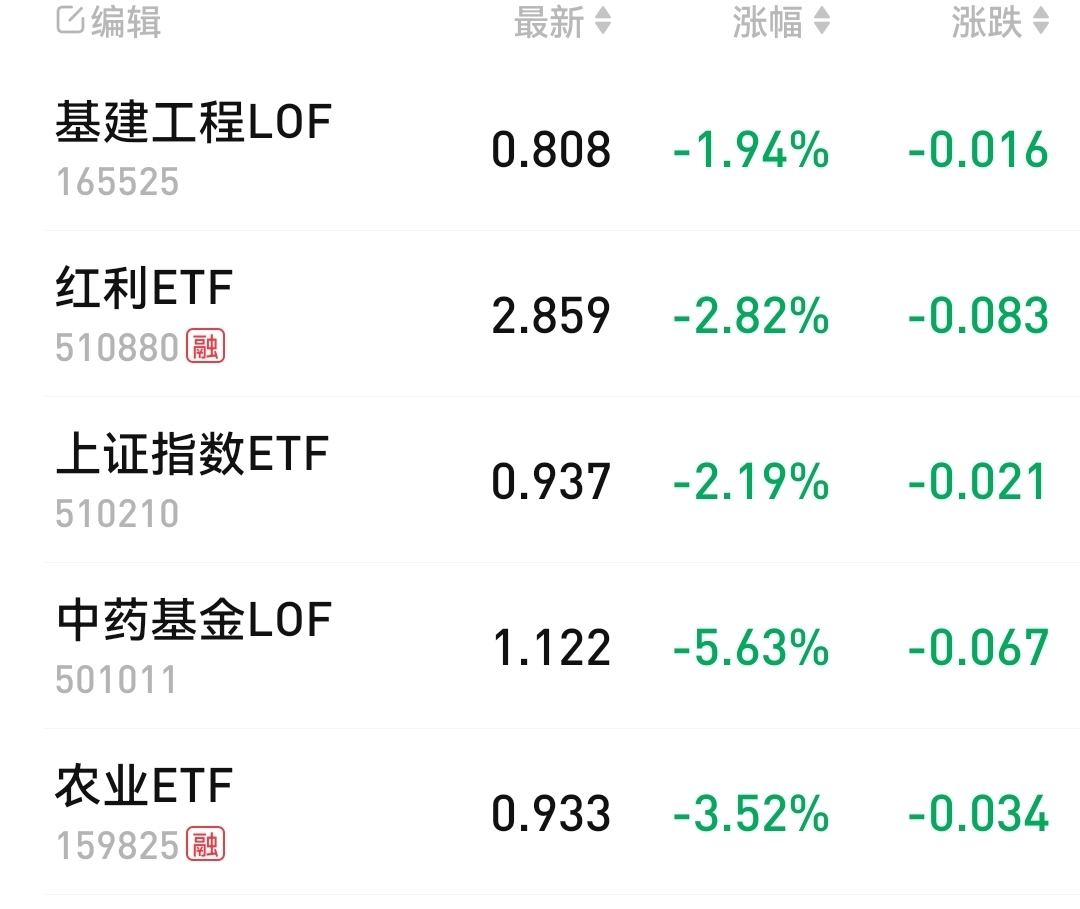 编辑 最新 涨幅 涨跌
基建工程LOF
165525
0.808 -1.94% -0.016
红利ETF
510880 融
2.859 -2.82% -0.083
上证指数ETF
510210
0.937 -2.19% -0.021
中药基金LOF
501011
1.122 -5.63% -0.067
农业ETF
159825 融
0.933 -3.52% -0.034